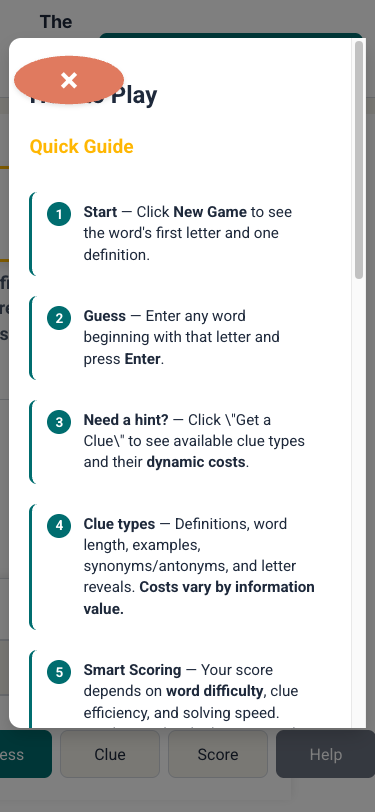 The
Play
Quick Guide
1
Start — Click New Game to see
the word's first letter and one
definition.
2
Guess — Enter any word
beginning with that letter and
press Enter.
3
Need a hint? — Click \"Get a
Clue\" to see available clue types
and their dynamic costs.
4
Clue types — Definitions, word
length, examples,
synonyms/antonyms, and letter
reveals. Costs vary by information
value.
5
Smart Scoring — Your score
depends on word difficulty, clue
efficiency, and solving speed.
ess Clue Score Help